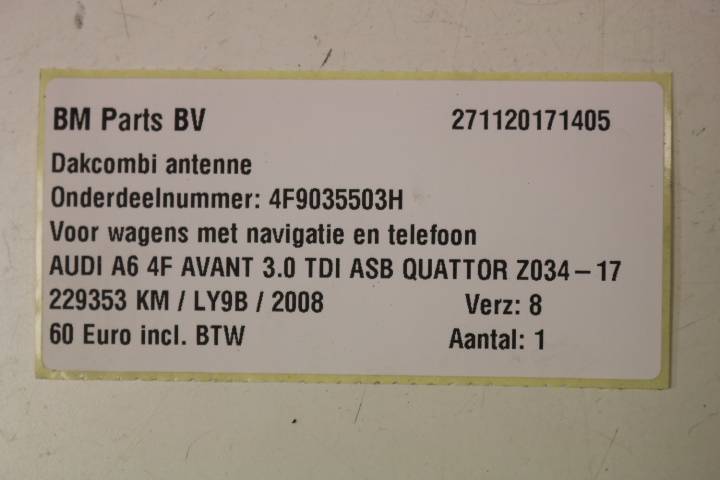 BM Parts BV 271120171405
Dakcombi antenne
Onderdeelnummer: 4F9035503H
Voor wagens met navigatie en telefoon
AUDI A6 4F AVANT 3.0 TDI ASB QUATTOR Z034-17
229353 KM / LY9B / 2008 Verz: 8
60 Euro incl. BTW Aantal: 1